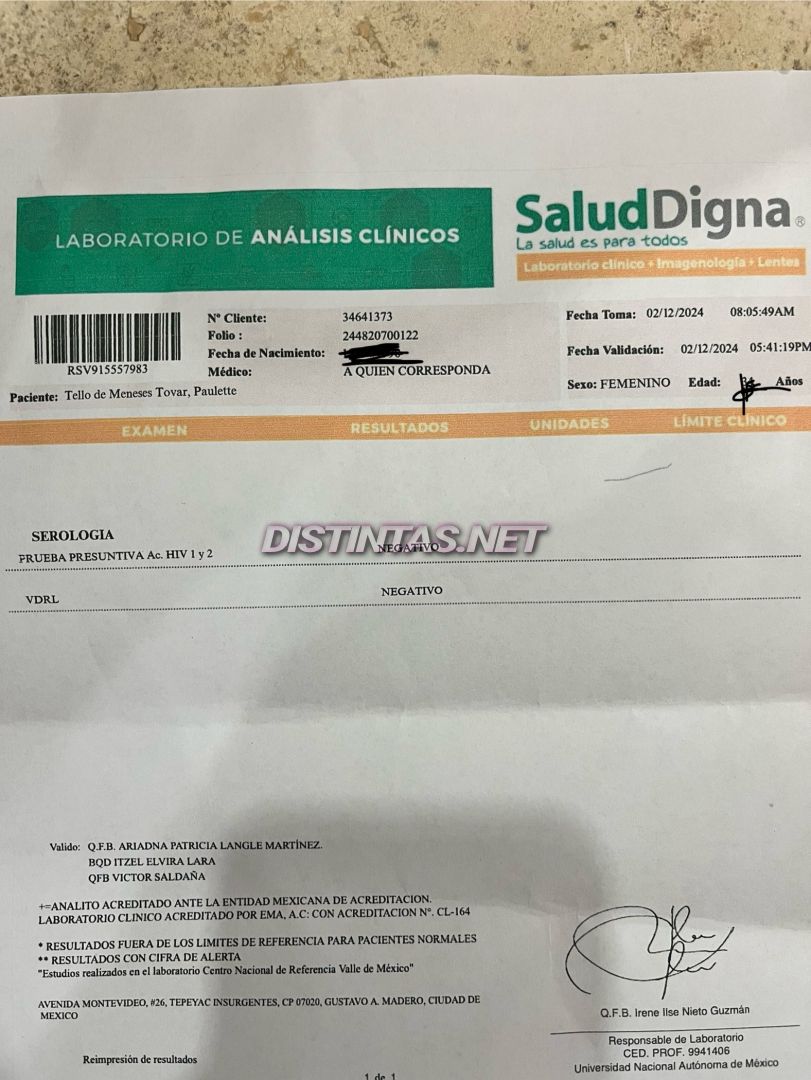 LABORATORIO DE ANÁLISIS CLÍNICOS
SaludDigna®
La salud es para todos
Laboratorio clínico + Imagenología + Lentes
RSV915557983
Nº Cliente: 34641373
Folio : 244820700122
Fecha de Nacimiento:
Médico: A QUIEN CORRESPONDA
Fecha Toma: 02/12/2024 08:05:49AM
Fecha Validación: 02/12/2024 05:41:19PM
Sexo: FEMENINO Edad: Años
Paciente: Tello de Meneses Tovar, Paulette
EXAMEN RESULTADOS UNIDADES LÍMITE CLÍNICO
SEROLOGIA
DISTINTAS.NET
PRUEBA PRESUNTIVA Ac. HIV 1 y 2 NEGATIVO
VDRL NEGATIVO
Valido: Q.F.B. ARIADNA PATRICIA LANGLE MARTÍNEZ.
BQD ITZEL ELVIRA LARA
QFB VICTOR SALDAÑA
+=ANALITO ACREDITADO ANTE LA ENTIDAD MEXICANA DE ACREDITACION.
LABORATORIO CLINICO ACREDITADO POR EMA, A.C: CON ACREDITACION Nº. CL-164
* RESULTADOS FUERA DE LOS LIMITES DE REFERENCIA PARA PACIENTES NORMALES
** RESULTADOS CON CIFRA DE ALERTA
"Estudios realizados en el laboratorio Centro Nacional de Referencia Valle de México"
AVENIDA MONTEVIDEO, #26, TEPEYAC INSURGENTES, CP 07020, GUSTAVO A. MADERO, CIUDAD DE
MEXICO
Q.F.B. Irene Ilse Nieto Guzmán
Responsable de Laboratorio
CED. PROF. 9941406
Universidad Nacional Autónoma de México
Reimpresión de resultados
1 de 1